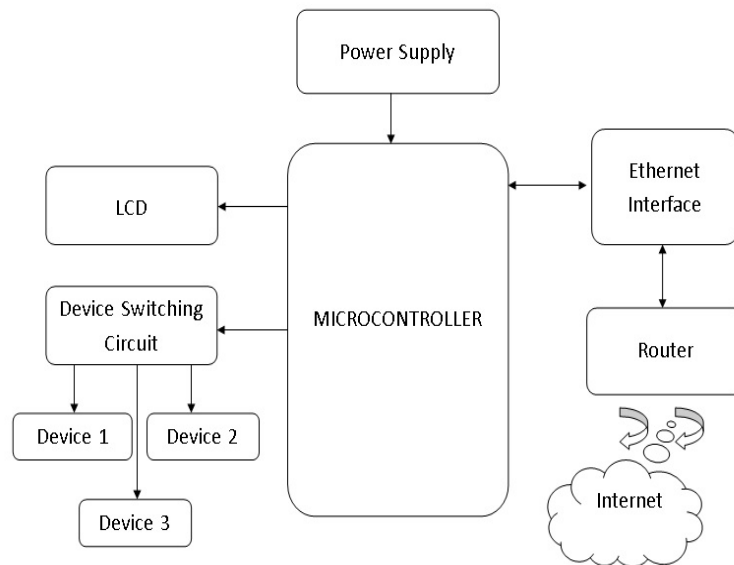 Power Supply
Ethernet
Interface
LCD
MICROCONTROLLER
Device Switching
Circuit
Router
Device 1
Device 2
Device 3
Internet